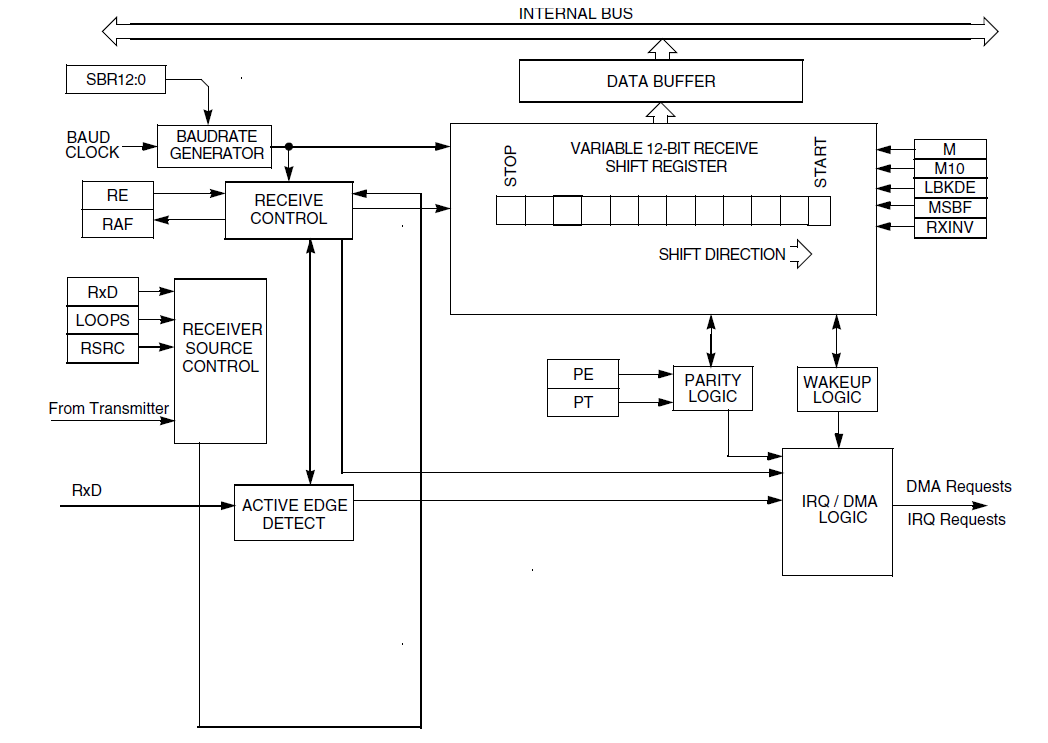 INTERNAL BUS
SBR12:0
DATA BUFFER
BAUD
CLOCK
BAUDRATE
GENERATOR
STOP
VARIABLE 12-BIT RECEIVE
SHIFT REGISTER
START
M
M10
LBKDE
MSBF
RXINV
RE
RAF
RECEIVE
CONTROL
SHIFT DIRECTION
RxD
LOOPS
RSRC
RECEIVER
SOURCE
CONTROL
From Transmitter
PE
PT
PARITY
LOGIC
WAKEUP
LOGIC
RxD
ACTIVE EDGE
DETECT
IRQ / DMA
LOGIC
DMA Requests
IRQ Requests